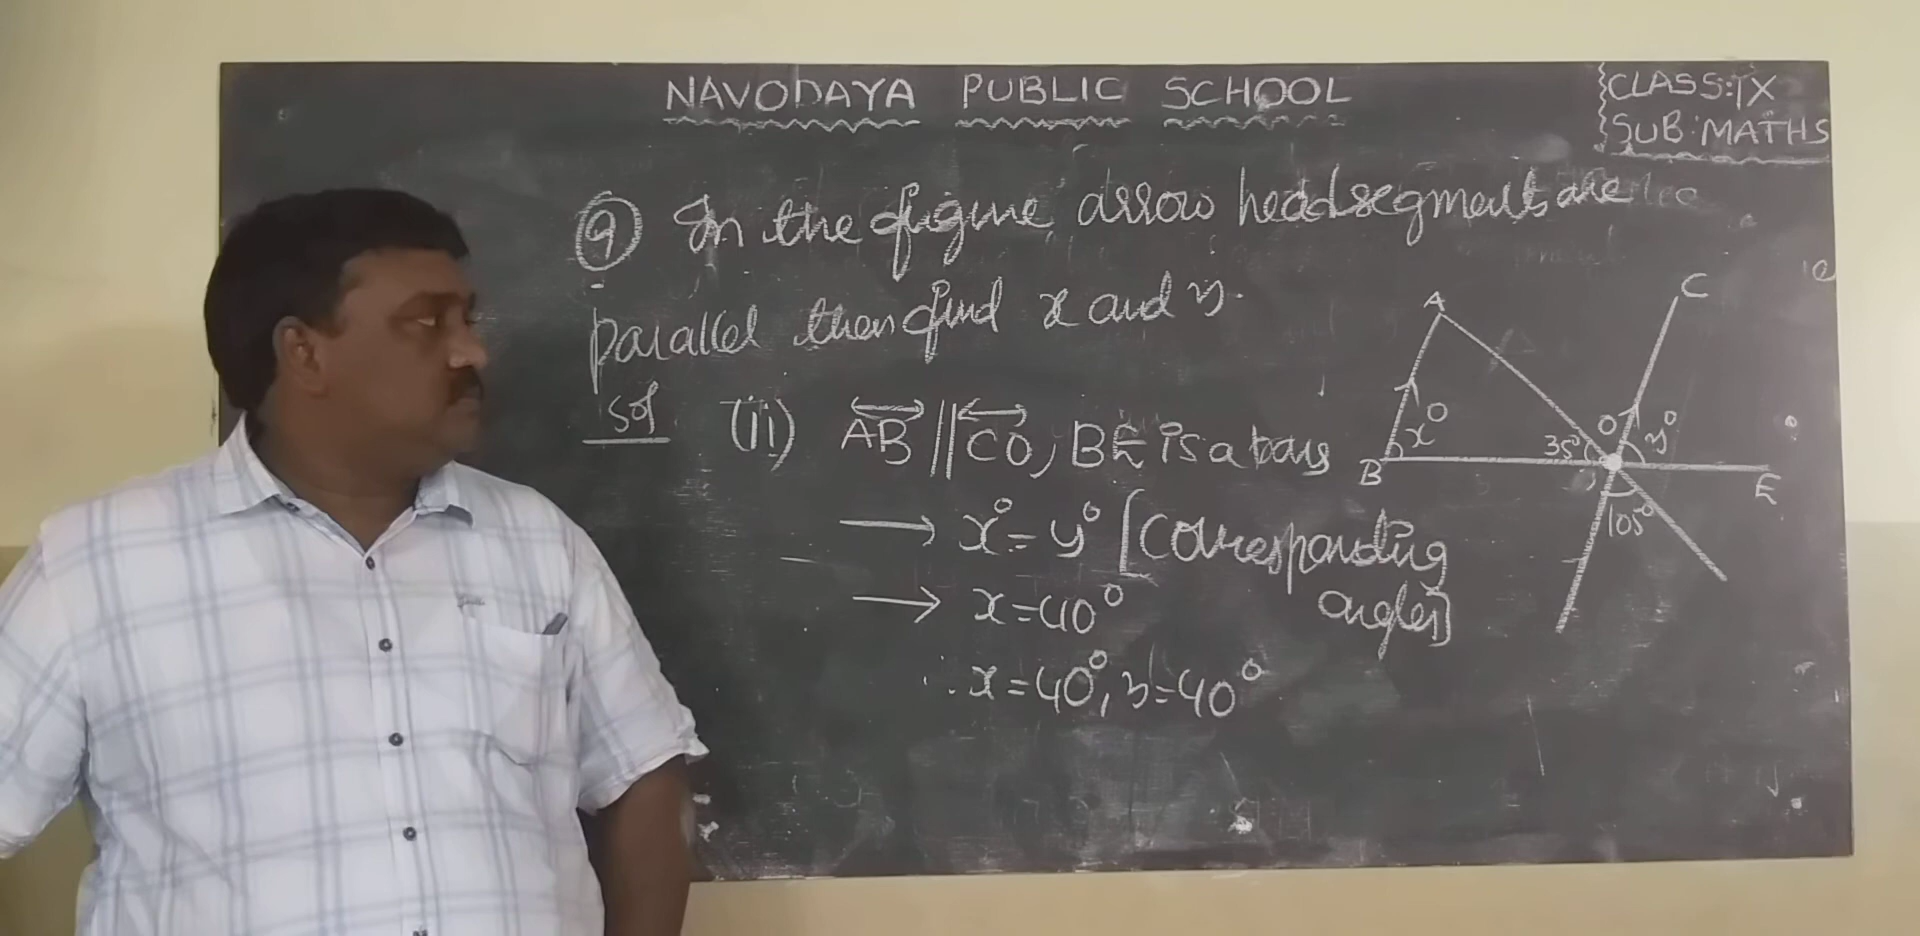 NAVODAYA PUBLIC SCHOOL
CLASS: IX
SUB: MATHS
9 In the figure, arrow head segments are
parallel then find x and y.
Sol (ii) AB || CO, BE is a trans
→ x° = y° [Corresponding
angles]
→ x = 40°
∴ x = 40°, y = 40°
A
C
B
x°
35°
O
y°
E
105°